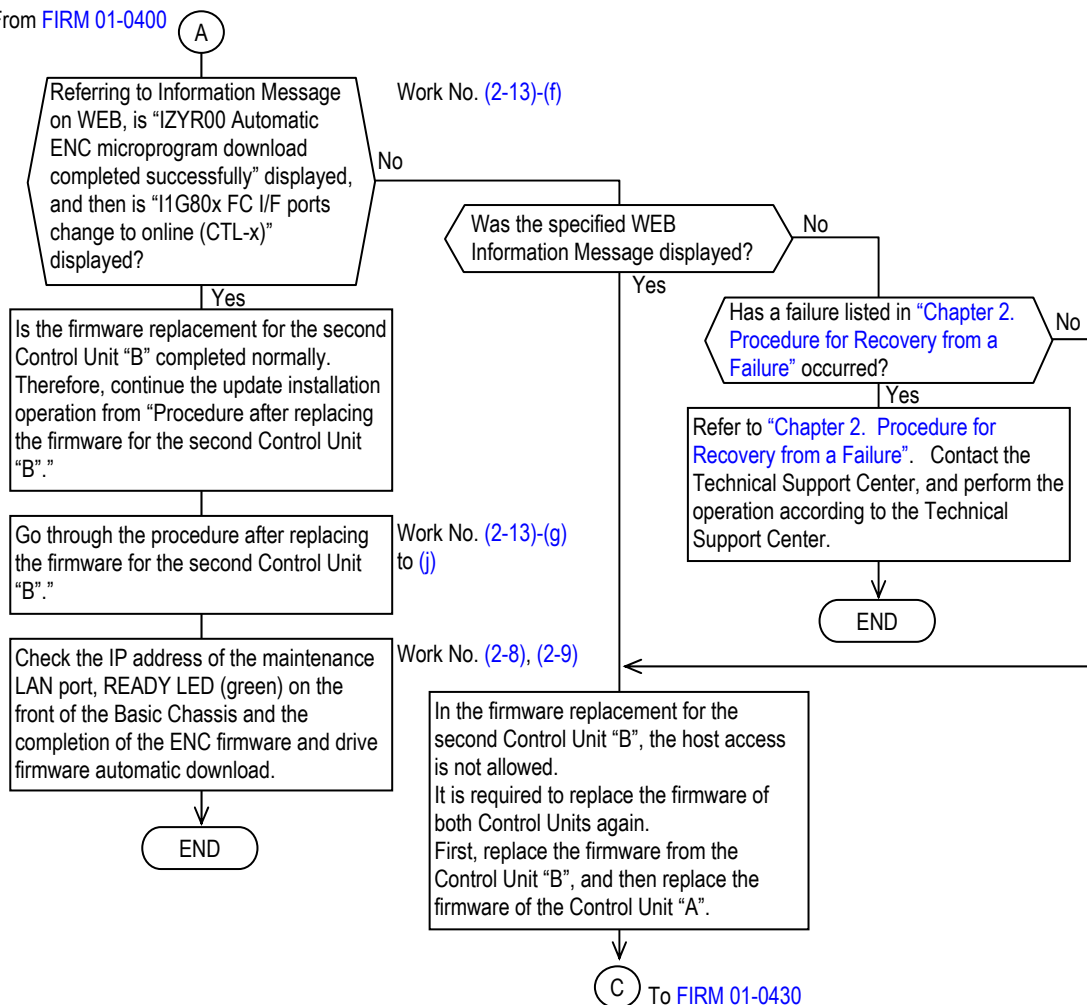 From FIRM 01-0400
A
Referring to Information Message
on WEB, is “IZYR00 Automatic
ENC microprogram download
completed successfully” displayed,
and then is “I1G80x FC I/F ports
change to online (CTL-x)”
displayed?
Work No. (2-13)-(f)
No
Yes
Was the specified WEB
Information Message displayed?
No
Yes
Has a failure listed in “Chapter 2.
Procedure for Recovery from a
Failure” occurred?
No
Yes
Is the firmware replacement for the second
Control Unit “B” completed normally.
Therefore, continue the update installation
operation from “Procedure after replacing
the firmware for the second Control Unit
“B”.”
Refer to “Chapter 2. Procedure for
Recovery from a Failure”. Contact the
Technical Support Center, and perform the
operation according to the Technical
Support Center.
END
Go through the procedure after replacing
the firmware for the second Control Unit
“B”.”
Work No. (2-13)-(g)
to (j)
Check the IP address of the maintenance
LAN port, READY LED (green) on the
front of the Basic Chassis and the
completion of the ENC firmware and drive
firmware automatic download.
Work No. (2-8), (2-9)
END
In the firmware replacement for the
second Control Unit “B”, the host access
is not allowed.
It is required to replace the firmware of
both Control Units again.
First, replace the firmware from the
Control Unit “B”, and then replace the
firmware of the Control Unit “A”.
C
To FIRM 01-0430